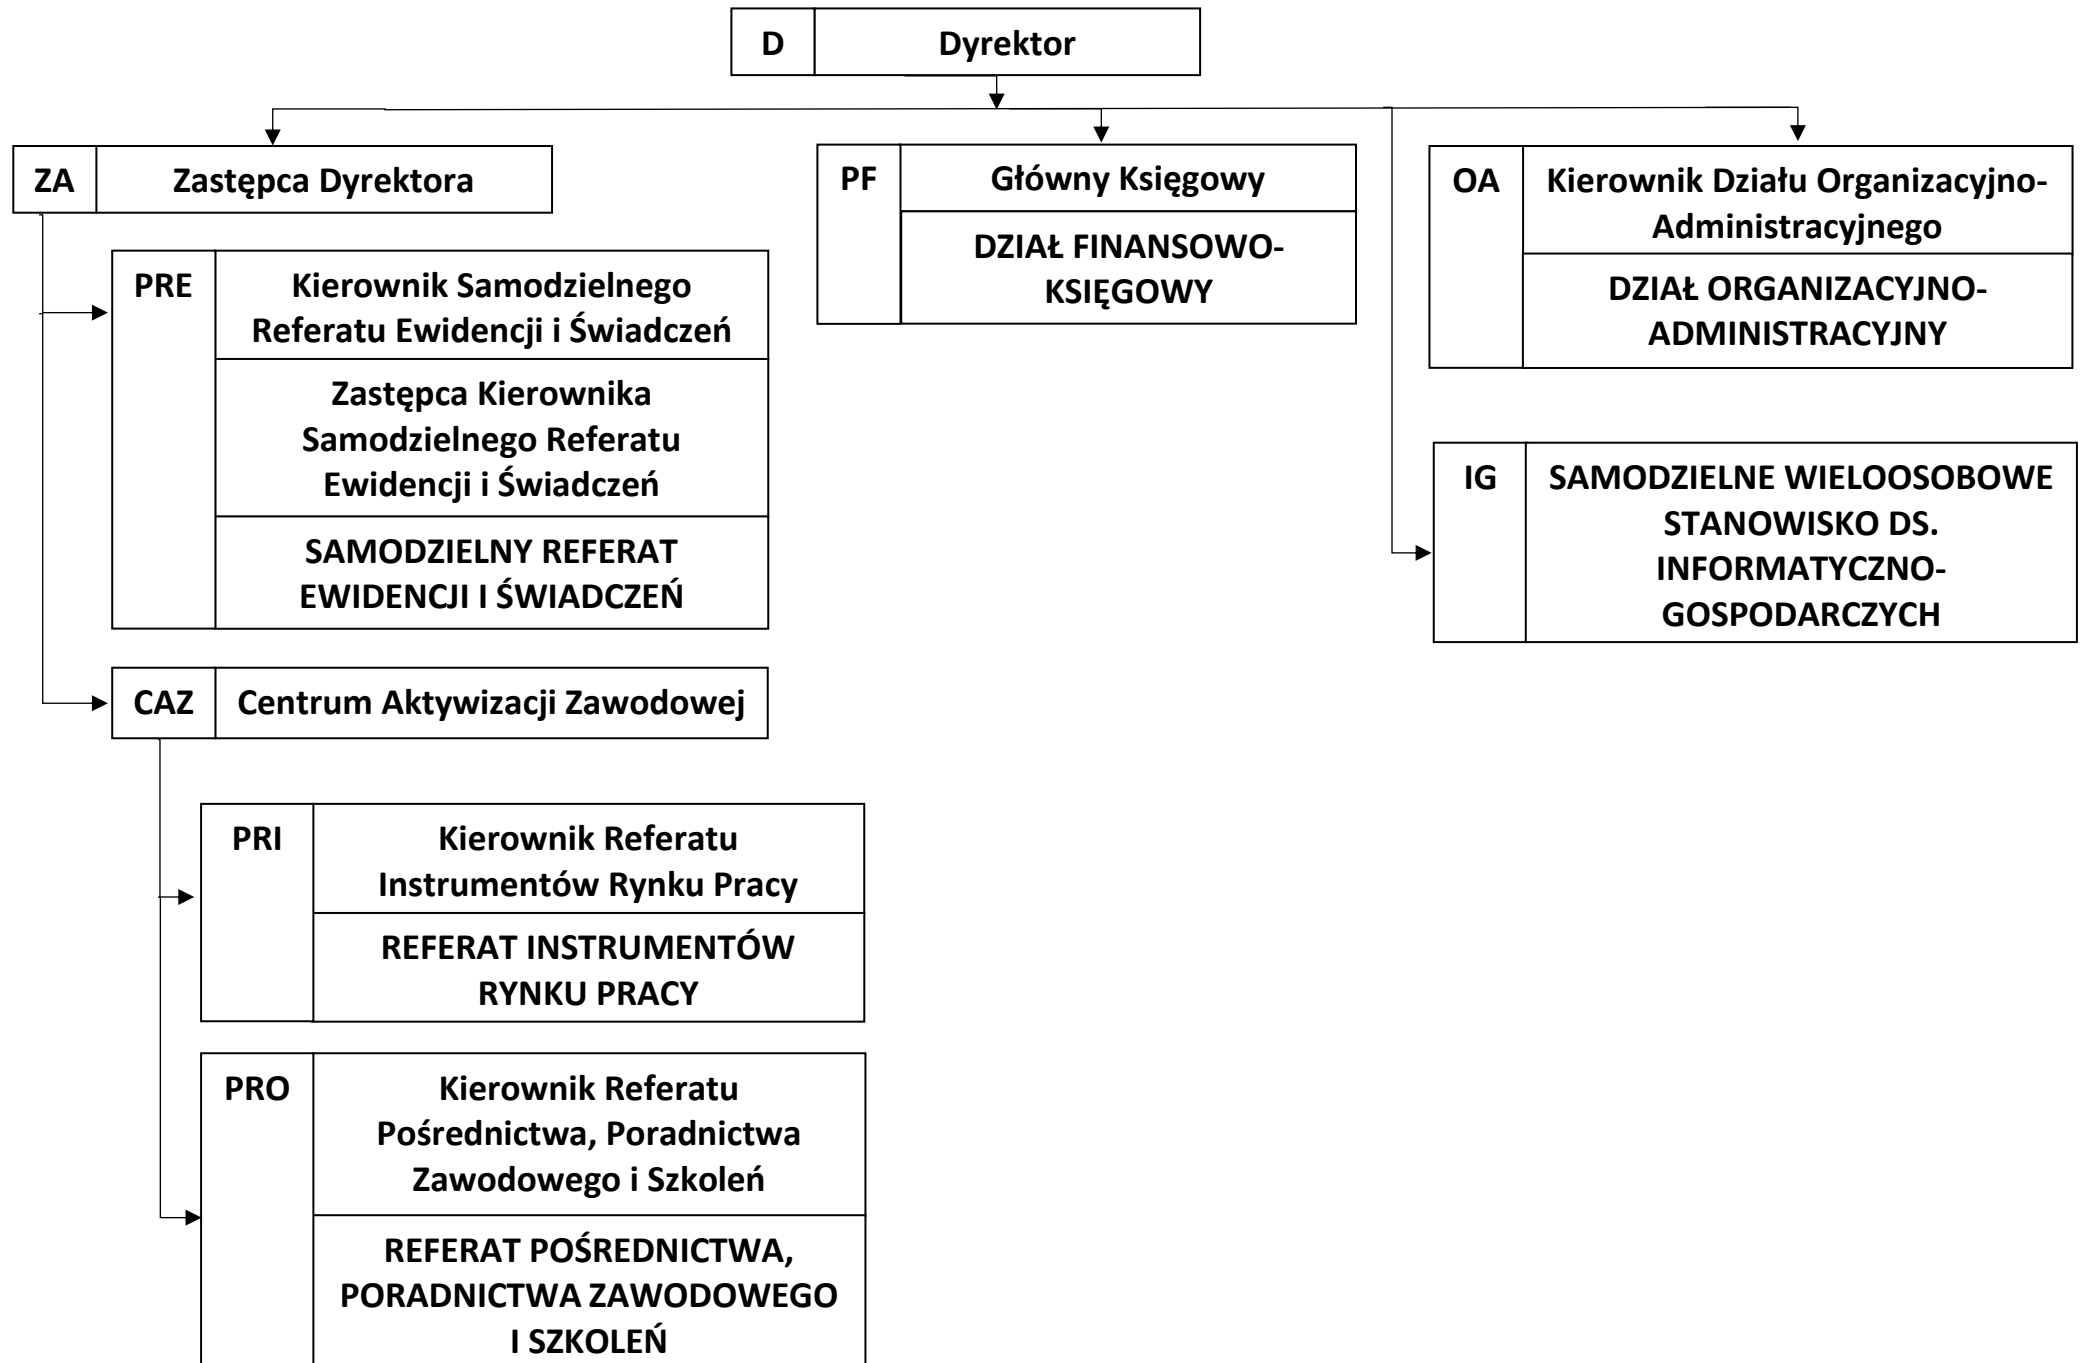 D Dyrektor
ZA Zastępca Dyrektora
PRE Kierownik Samodzielnego
Referatu Ewidencji i Świadczeń
Zastępca Kierownika
Samodzielnego Referatu
Ewidencji i Świadczeń
SAMODZIELNY REFERAT
EWIDENCJI I ŚWIADCZEŃ
CAZ Centrum Aktywizacji Zawodowej
PRI Kierownik Referatu
Instrumentów Rynku Pracy
REFERAT INSTRUMENTÓW
RYNKU PRACY
PRO Kierownik Referatu
Pośrednictwa, Poradnictwa
Zawodowego i Szkoleń
REFERAT POŚREDNICTWA,
PORADNICTWA ZAWODOWEGO
I SZKOLEŃ
PF Główny Księgowy
DZIAŁ FINANSOWO-
KSIĘGOWY
OA Kierownik Działu Organizacyjno-
Administracyjnego
DZIAŁ ORGANIZACYJNO-
ADMINISTRACYJNY
IG SAMODZIELNE WIELOOSOBOWE
STANOWISKO DS.
INFORMATYCZNO-
GOSPODARCZYCH